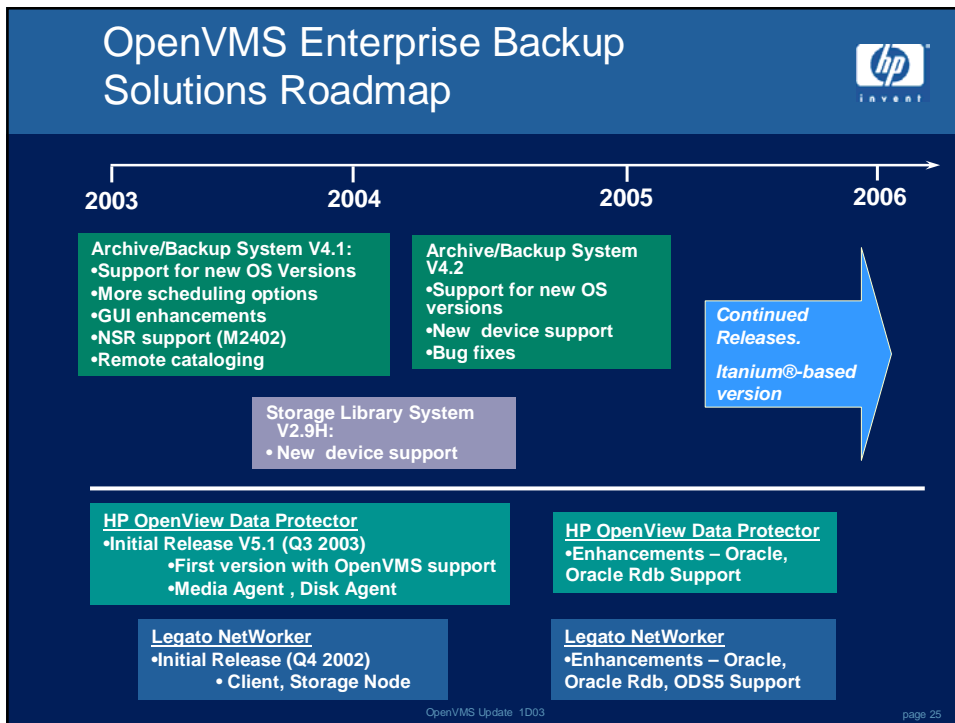 OpenVMS Enterprise Backup
Solutions Roadmap
hp
invent
2003
2004
2005
2006
Archive/Backup System V4.1:
•Support for new OS Versions
•More scheduling options
•GUI enhancements
•NSR support (M2402)
•Remote cataloging
Archive/Backup System
V4.2
•Support for new OS
versions
•New device support
•Bug fixes
Continued
Releases.
Itanium®-based
version
Storage Library System
V2.9H:
• New device support
HP OpenView Data Protector
•Initial Release V5.1 (Q3 2003)
•First version with OpenVMS support
•Media Agent , Disk Agent
HP OpenView Data Protector
•Enhancements – Oracle,
Oracle Rdb Support
Legato NetWorker
•Initial Release (Q4 2002)
• Client, Storage Node
Legato NetWorker
•Enhancements – Oracle,
Oracle Rdb, ODS5 Support
OpenVMS Update 1D03
page 25